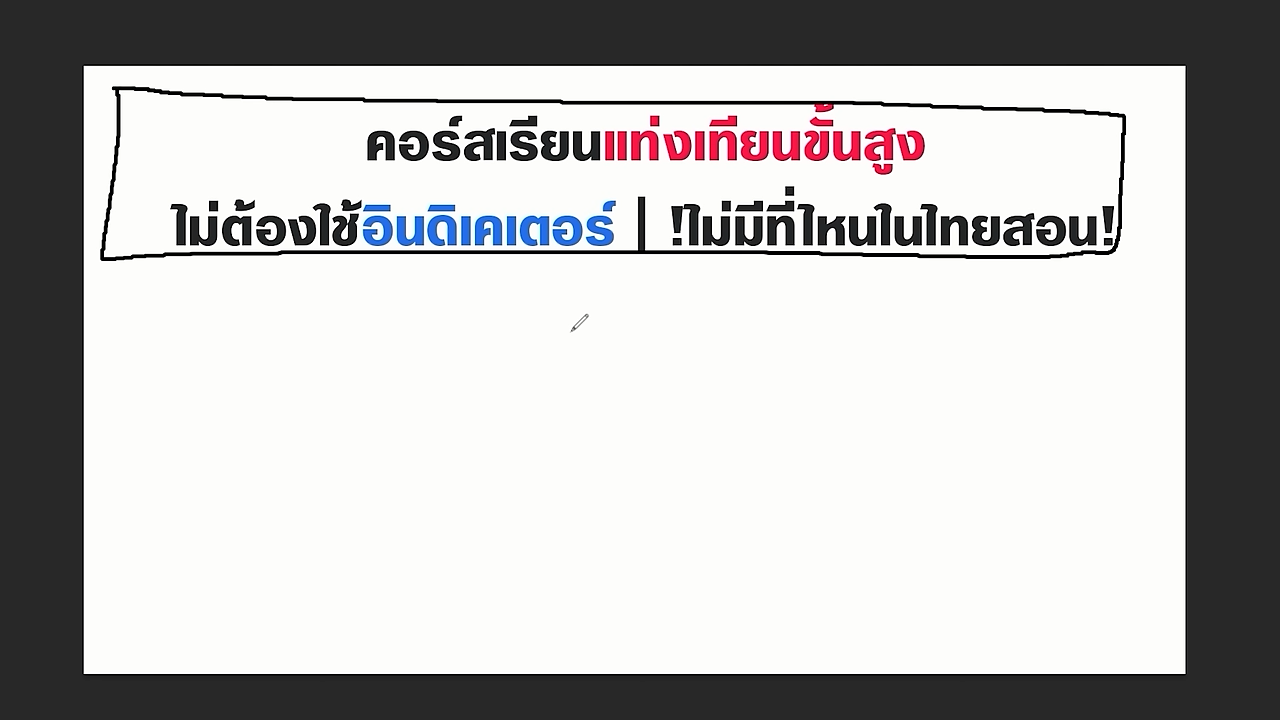 คอร์สเรียนแท่งเทียนขั้นสูง
ไม่ต้องใช้อินดิเคเตอร์ | !ไม่มีที่ไหนในไทยสอน!